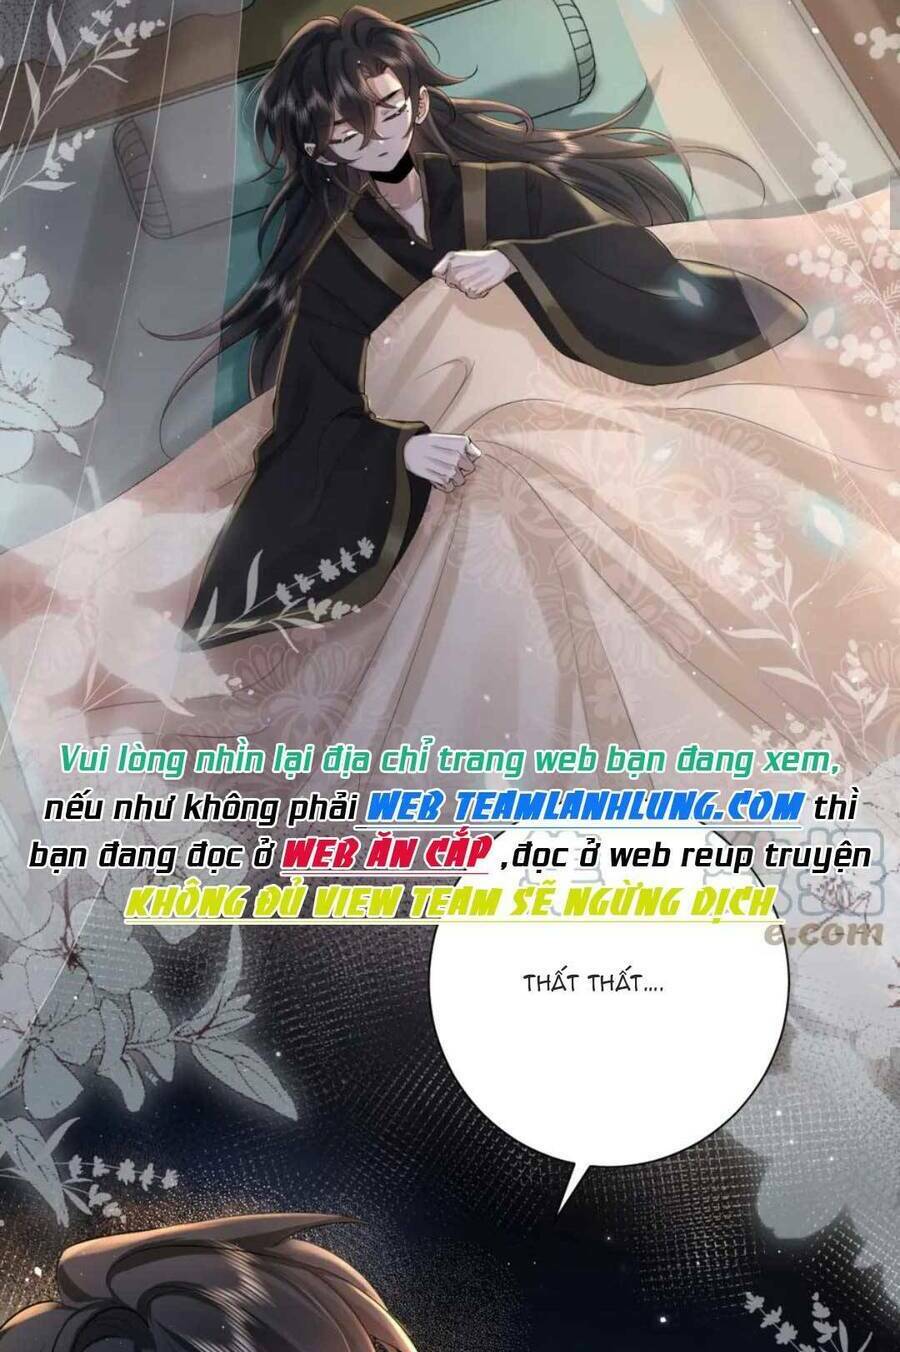 Vui lòng nhìn lại địa chỉ trang web bạn đang xem,
nếu như không phải WEB TEAMLANHLUNG.COM thì
bạn đang đọc ở WEB ĂN CẮP ,đọc ở web reup truyện
KHÔNG ĐỦ VIEW TEAM SẼ NGỪNG DỊCH
e.com
THẤT THẤT....